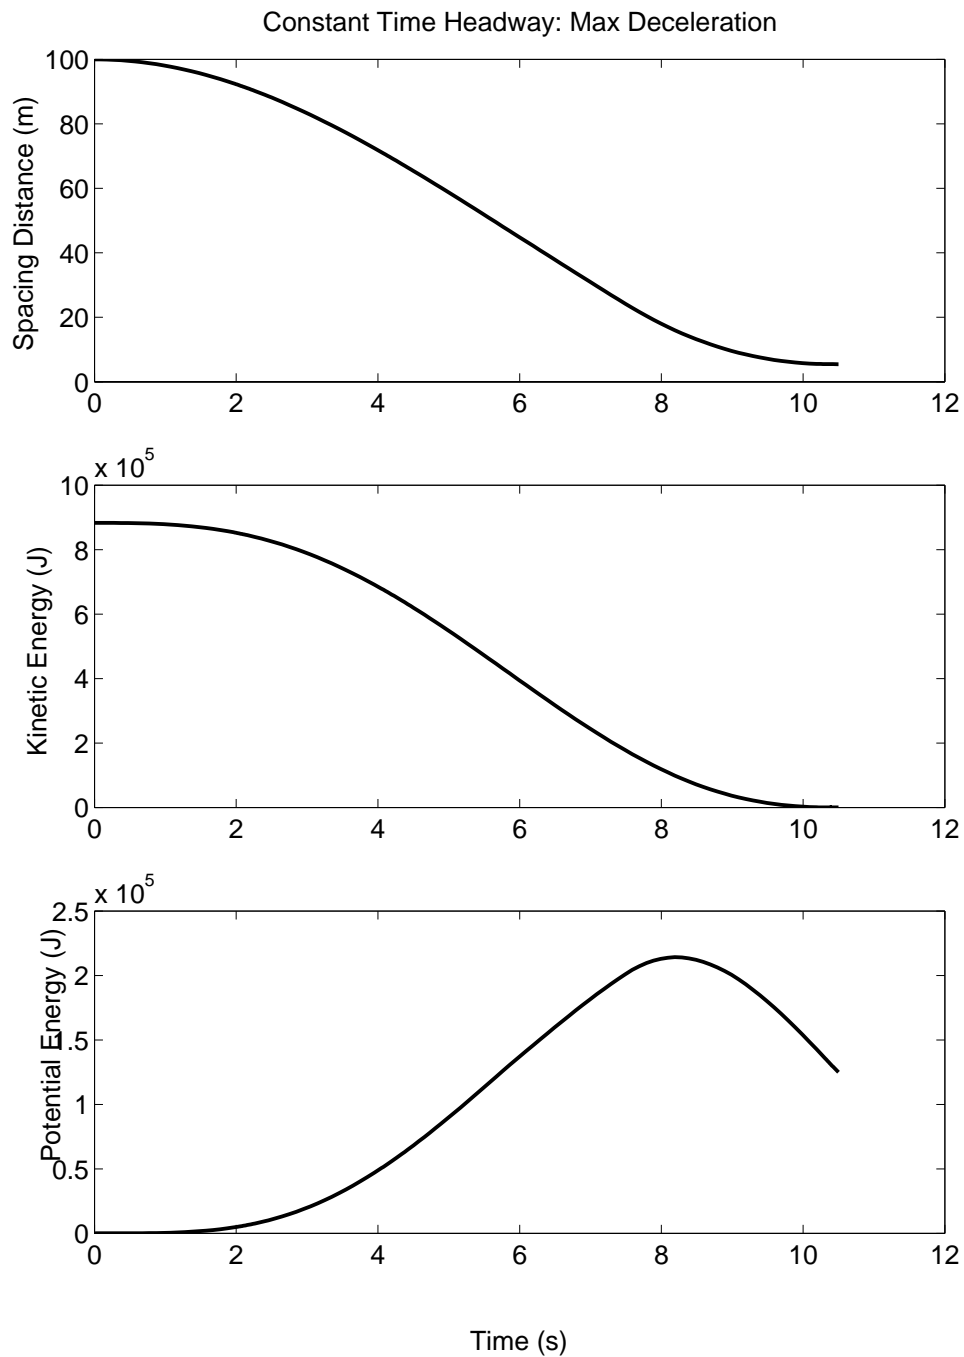 Constant Time Headway: Max Deceleration
100
80
60
40
20
0
Spacing Distance (m)
0 2 4 6 8 10 12
x 10^5
10
8
6
4
2
0
Kinetic Energy (J)
0 2 4 6 8 10 12
x 10^5
2.5
2
1.5
1
0.5
0
Potential Energy (J)
0 2 4 6 8 10 12
Time (s)